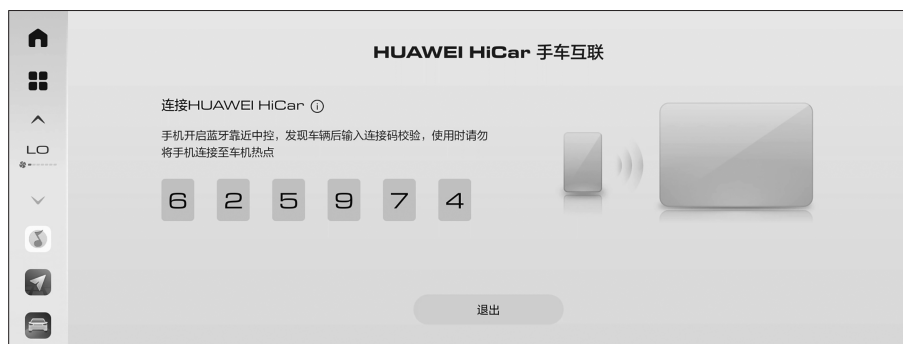 HUAWEI HiCar 手车互联
连接HUAWEI HiCar
手机开启蓝牙靠近中控，发现车辆后输入连接码校验，使用时请勿
将手机连接至车机热点
LO
6 2 5 9 7 4
退出